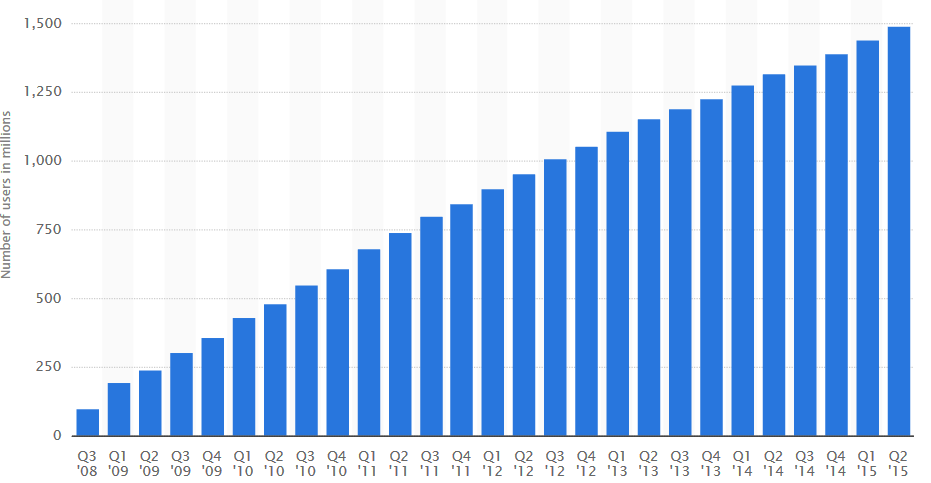 1,500
1,250
1,000
750
500
250
0
Number of users in millions
Q3 Q1 Q2 Q3 Q4 Q1 Q2 Q3 Q4 Q1 Q2 Q3 Q4 Q1 Q2 Q3 Q4 Q1 Q2 Q3 Q4 Q1 Q2 Q3 Q4 Q1 Q2
'08 '09 '09 '09 '09 '10 '10 '10 '10 '11 '11 '11 '11 '12 '12 '12 '12 '13 '13 '13 '13 '14 '14 '14 '14 '15 '15